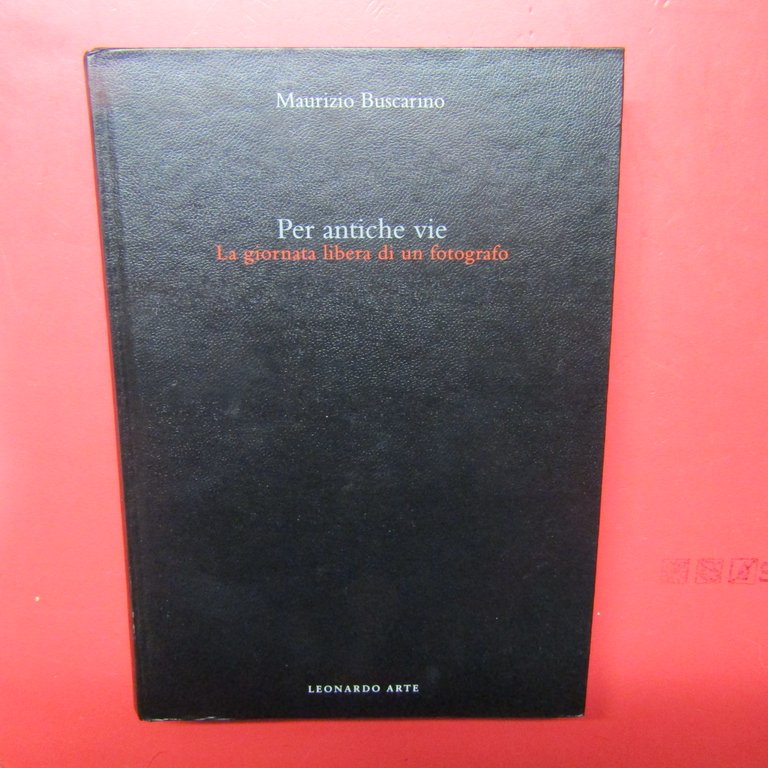 Maurizio Buscarino
Per antiche vie
La giornata libera di un fotografo
LEONARDO ARTE